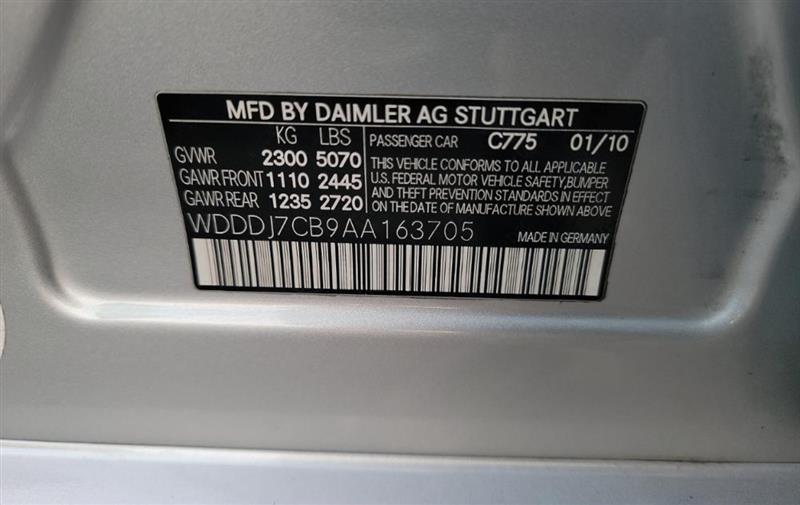 MFD BY DAIMLER AG STUTTGART
KG LBS
GVWR 2300 5070
GAWR FRONT 1110 2445
GAWR REAR 1235 2720
PASSENGER CAR C775 01/10
THIS VEHICLE CONFORMS TO ALL APPLICABLE
U.S. FEDERAL MOTOR VEHICLE SAFETY,BUMPER
AND THEFT PREVENTION STANDARDS IN EFFECT
ON THE DATE OF MANUFACTURE SHOWN ABOVE
WDDDJ7CB9AA163705
MADE IN GERMANY